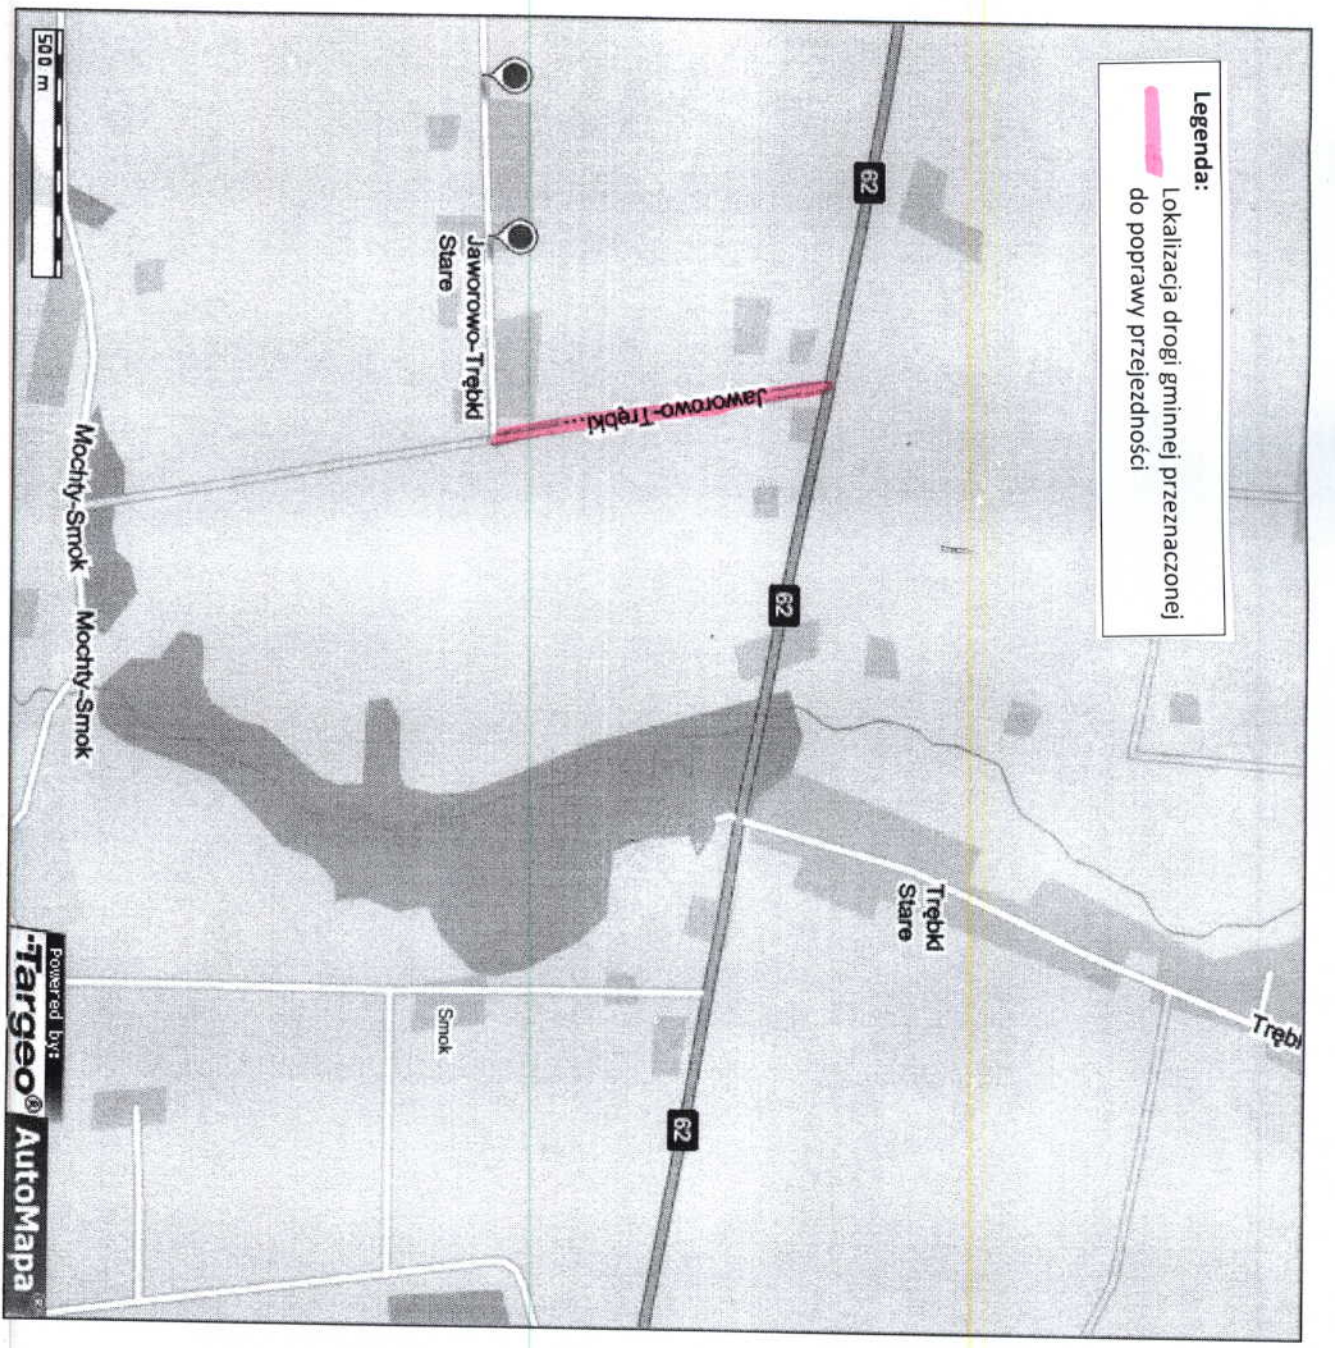 Legenda:
Lokalizacja drogi gminnej przeznaczonej
do poprawy przejezdności
62
62
62
Jaworowo-Trębki
Stare
Jaworowo-Trębki...
Trębki
Stare
Trębk
Mochty-Smok
Mochty-Smok
Smok
500 m
Powered by:
Targeo® AutoMapa®